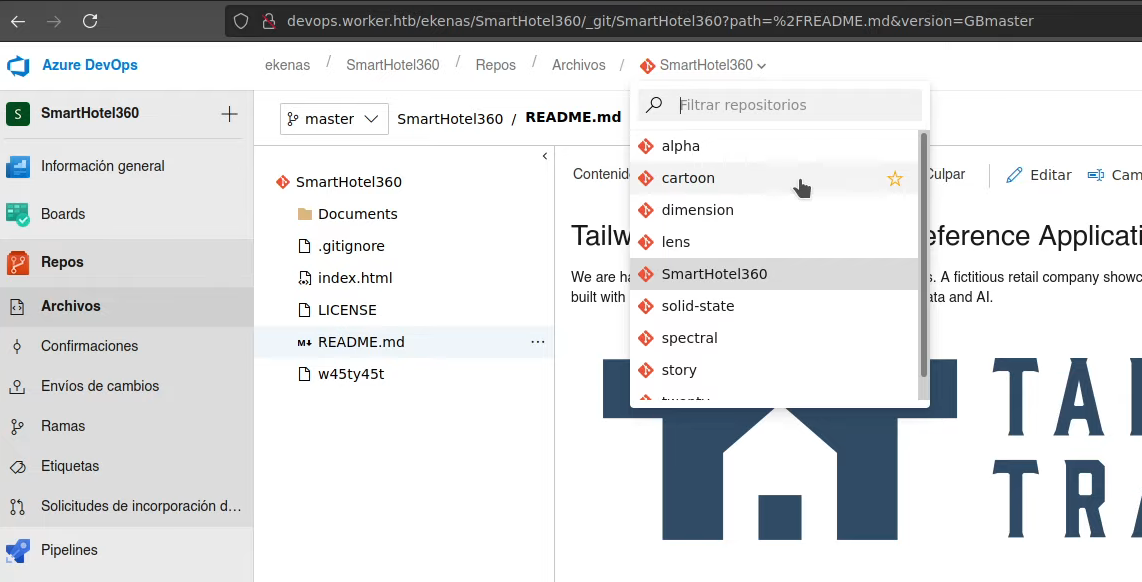 devops.worker.htb/ekenas/SmartHotel360/_git/SmartHotel360?path=%2FREADME.md&version=GBmaster
Azure DevOps
ekenas / SmartHotel360 / Repos / Archivos / SmartHotel360
S SmartHotel360
Información general
Boards
Repos
Archivos
Confirmaciones
Envíos de cambios
Ramas
Etiquetas
Solicitudes de incorporación d...
Pipelines
master SmartHotel360 / README.md
SmartHotel360
Documents
.gitignore
index.html
LICENSE
README.md
w45ty45t
Filtrar repositorios
alpha
cartoon
dimension
lens
SmartHotel360
solid-state
spectral
story
Contenid
Culpar Editar Cam
Tailw eference Applicati
We are ha s. A fictitious retail company showc
built with ata and AI.
TA
TR